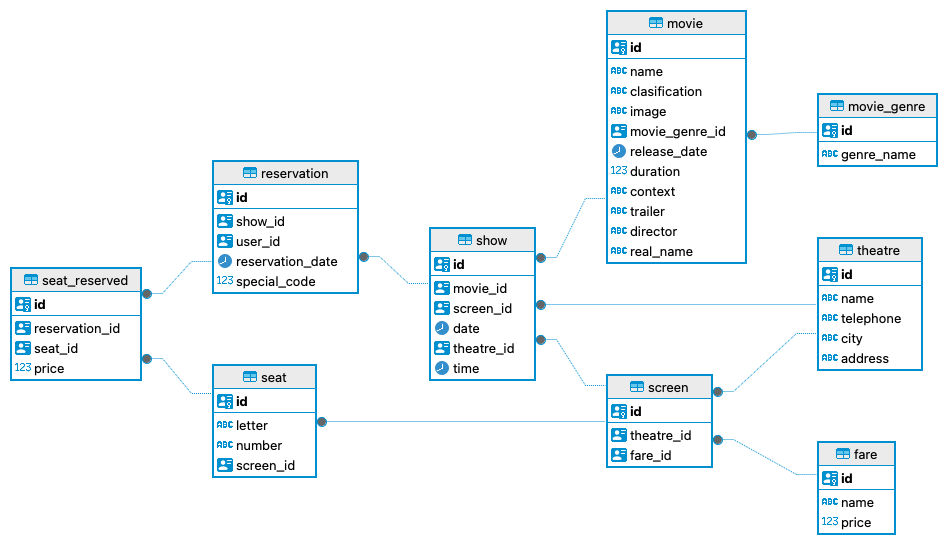 movie
id
ABC name
ABC clasification
ABC image
movie_genre_id
release_date
123 duration
ABC context
ABC trailer
ABC director
ABC real_name
movie_genre
id
ABC genre_name
reservation
id
show_id
user_id
reservation_date
123 special_code
show
id
movie_id
screen_id
date
theatre_id
time
theatre
id
ABC name
ABC telephone
ABC city
ABC address
seat_reserved
id
reservation_id
seat_id
123 price
seat
id
ABC letter
ABC number
screen_id
screen
id
theatre_id
fare_id
fare
id
ABC name
123 price